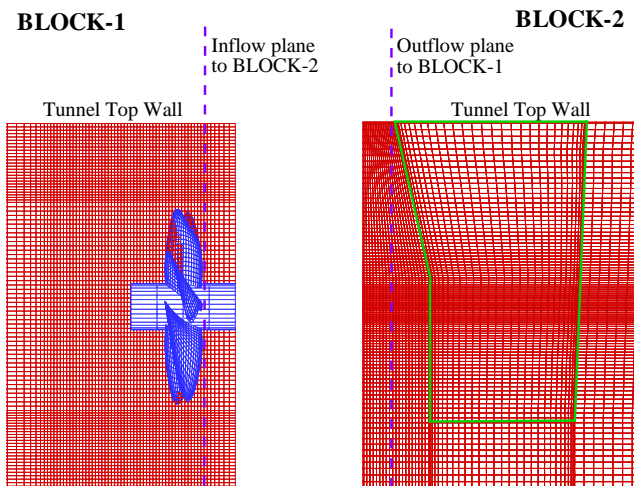 BLOCK-1
BLOCK-2
Inflow plane
to BLOCK-2
Outflow plane
to BLOCK-1
Tunnel Top Wall
Tunnel Top Wall